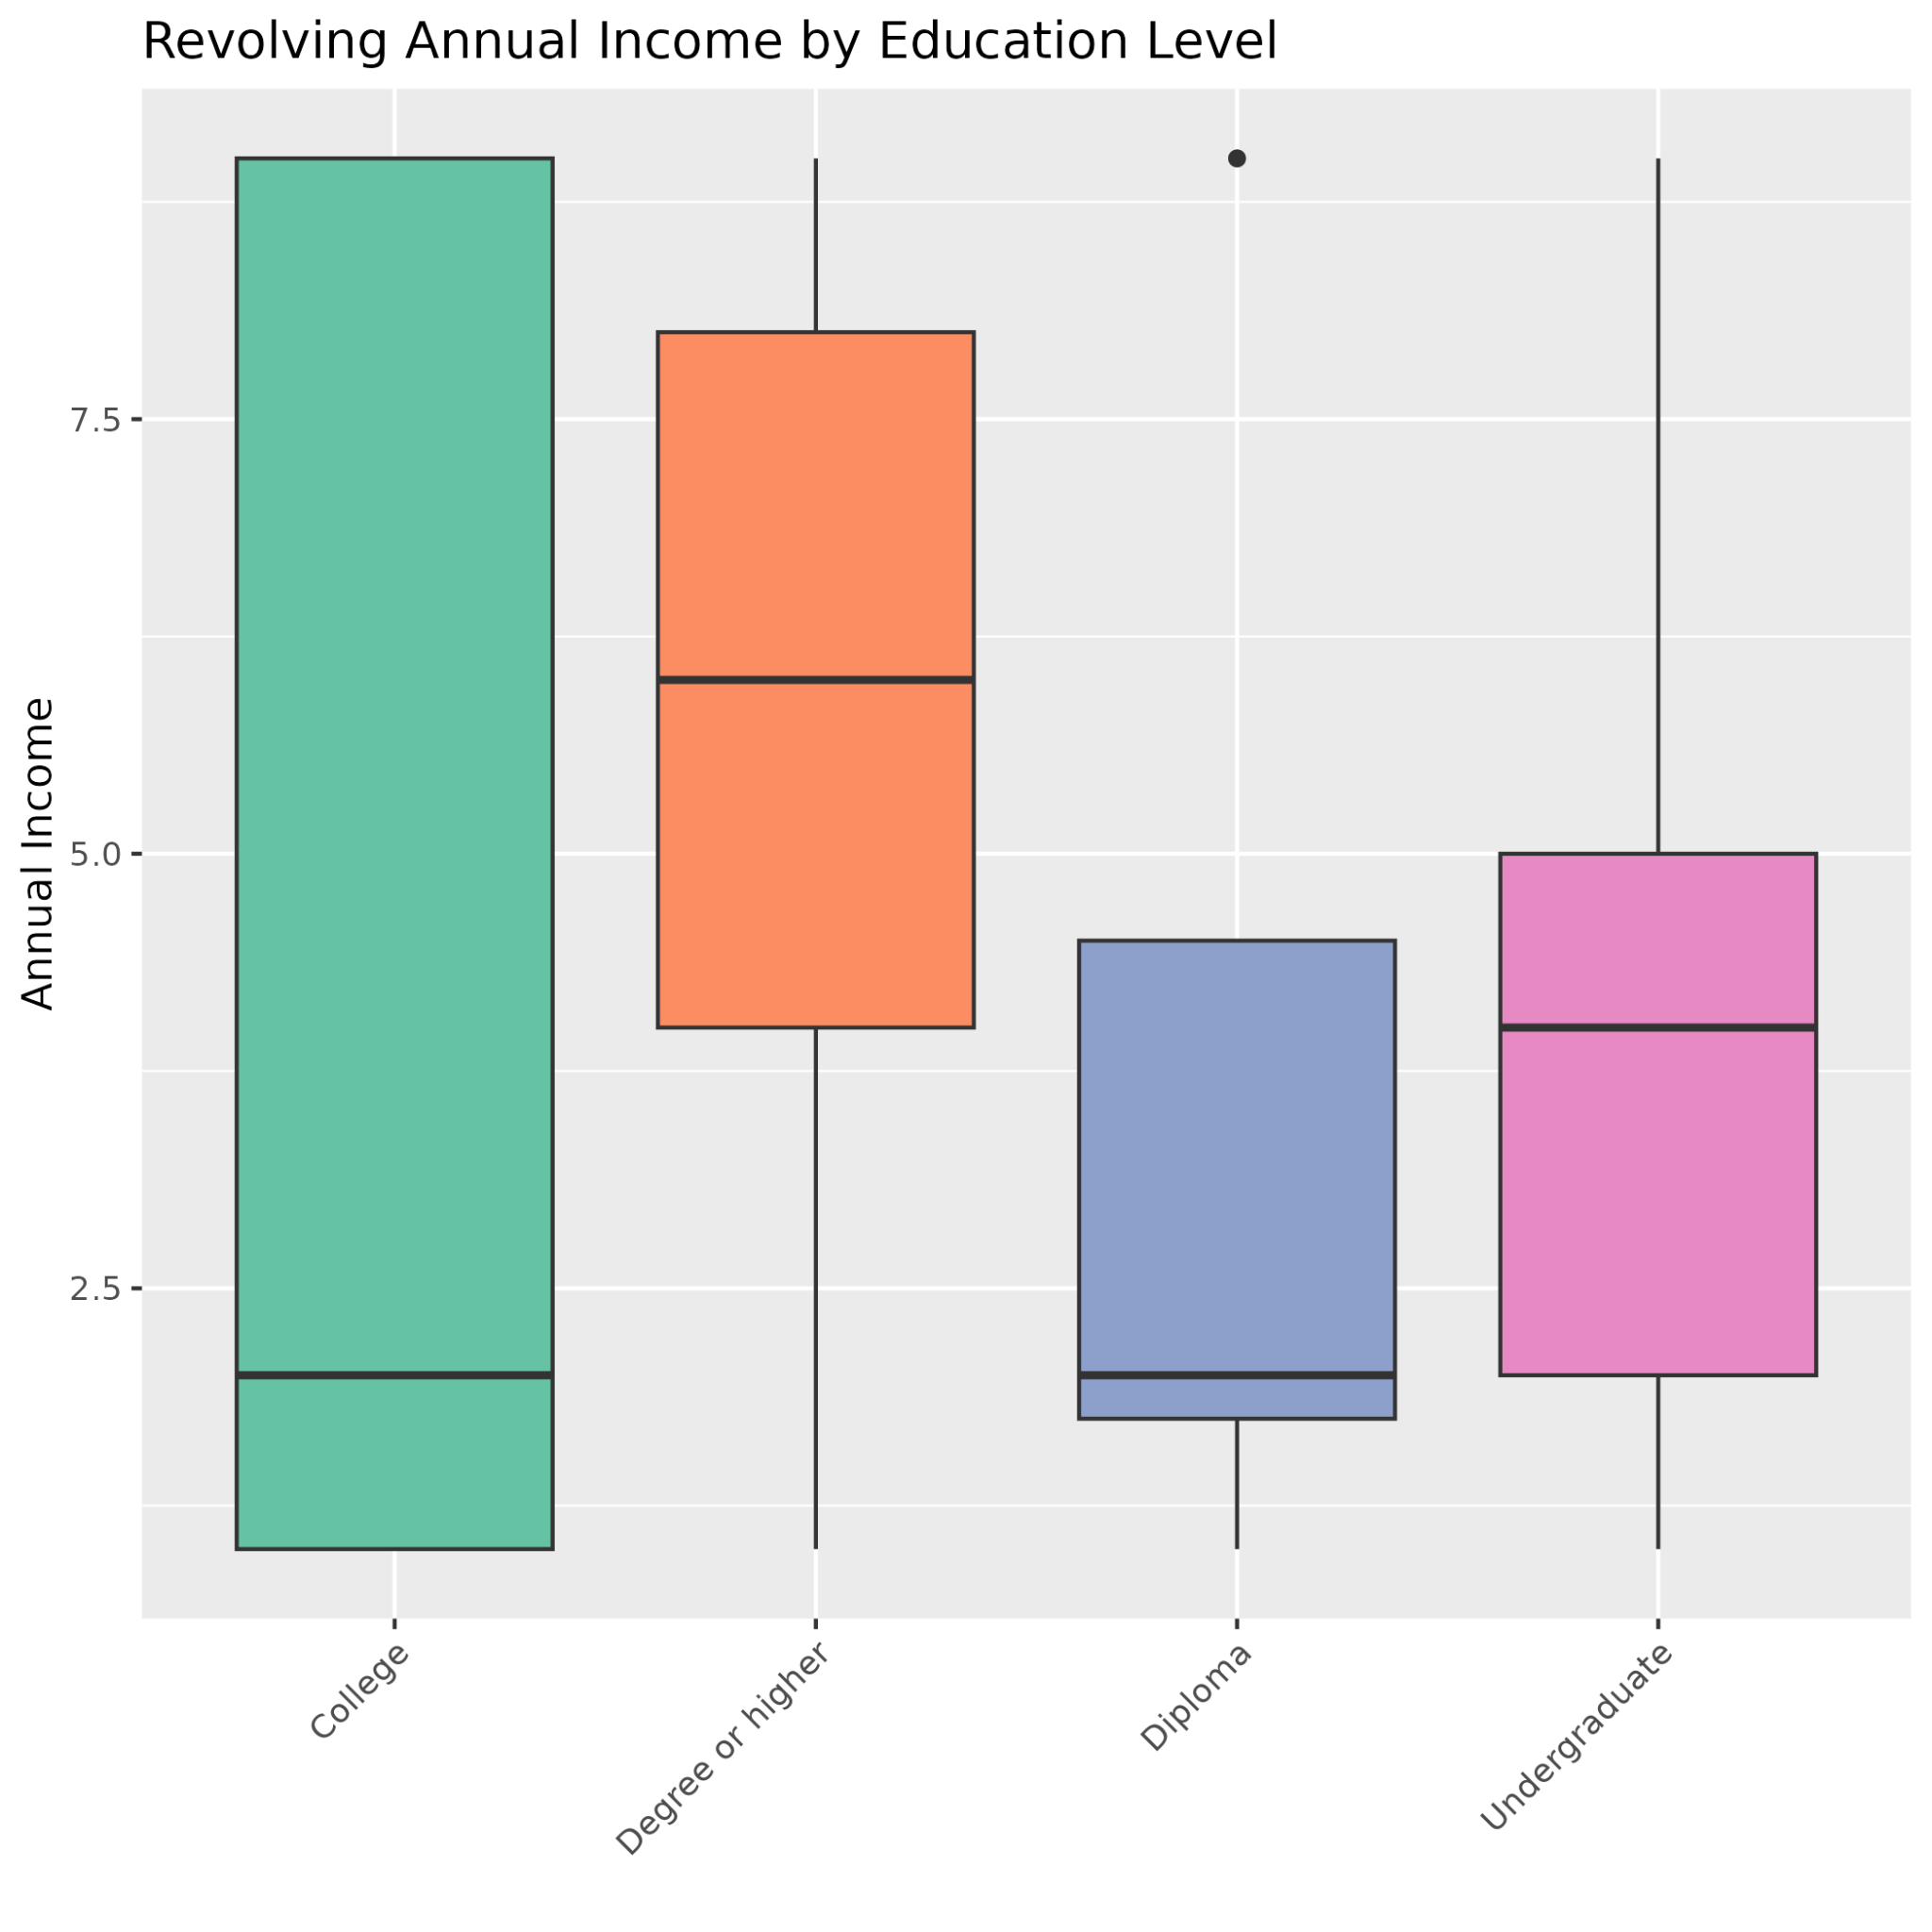 Revolving Annual Income by Education Level
Annual Income
7.5
5.0
2.5
College
Degree or higher
Diploma
Undergraduate